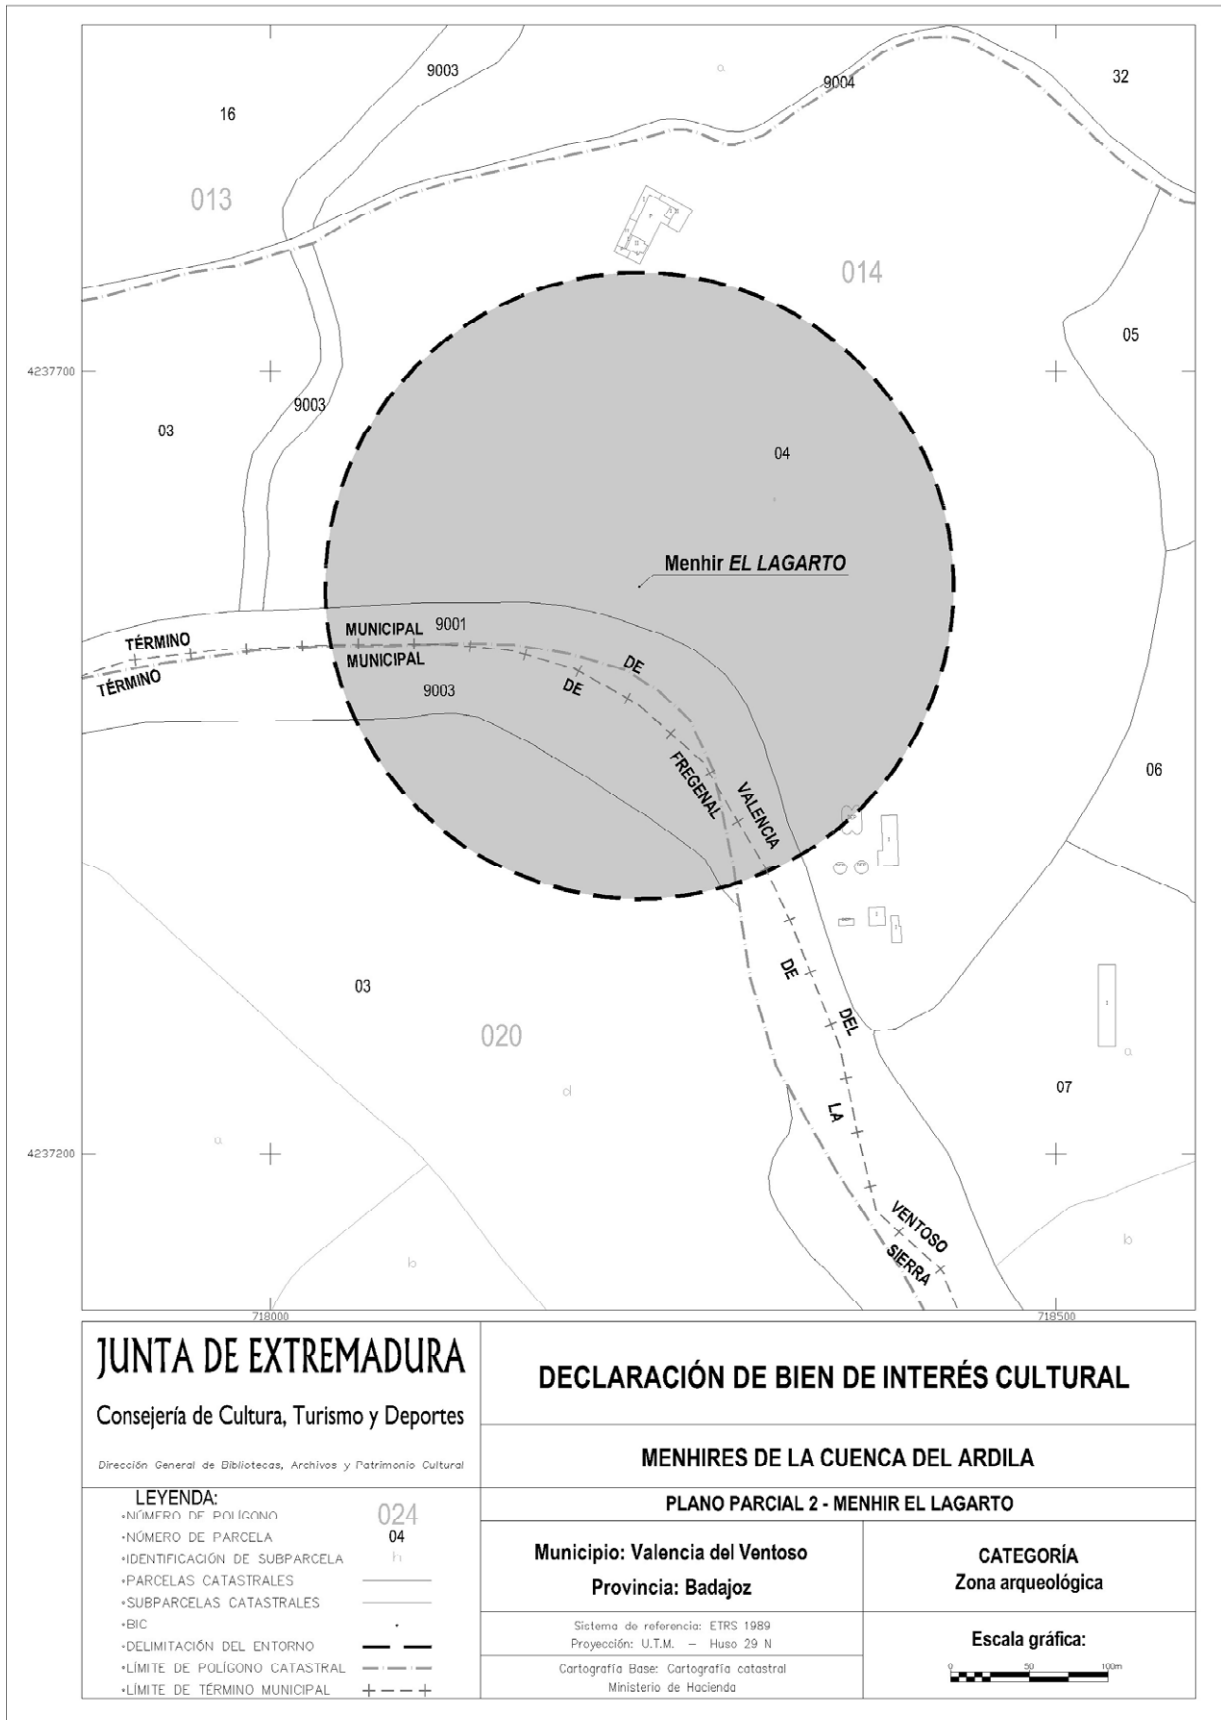 9003
a
9004
32
16
013
014
05
4237700
9003
03
04
Menhir EL LAGARTO
TÉRMINO
MUNICIPAL
9001
TÉRMINO
MUNICIPAL
DE
DE
9003
FREGENAL
VALENCIA
06
03
DE
DEL
020
a
d
07
LA
a
4237200
VENTOSO
b
SIERRA
b
718000
718500
JUNTA DE EXTREMADURA
Consejería de Cultura, Turismo y Deportes
Dirección General de Bibliotecas, Archivos y Patrimonio Cultural
DECLARACIÓN DE BIEN DE INTERÉS CULTURAL
MENHIRES DE LA CUENCA DEL ARDILA
PLANO PARCIAL 2 - MENHIR EL LAGARTO
LEYENDA:
•NÚMERO DE POLÍGONO 024
•NÚMERO DE PARCELA 04
•IDENTIFICACIÓN DE SUBPARCELA h
•PARCELAS CATASTRALES
•SUBPARCELAS CATASTRALES
•BIC
•DELIMITACIÓN DEL ENTORNO
•LÍMITE DE POLÍGONO CATASTRAL
•LÍMITE DE TÉRMINO MUNICIPAL
Municipio: Valencia del Ventoso
Provincia: Badajoz
Sistema de referencia: ETRS 1989
Proyección: U.T.M. – Huso 29 N
Cartografía Base: Cartografía catastral
Ministerio de Hacienda
CATEGORÍA
Zona arqueológica
Escala gráfica:
0 50 100m